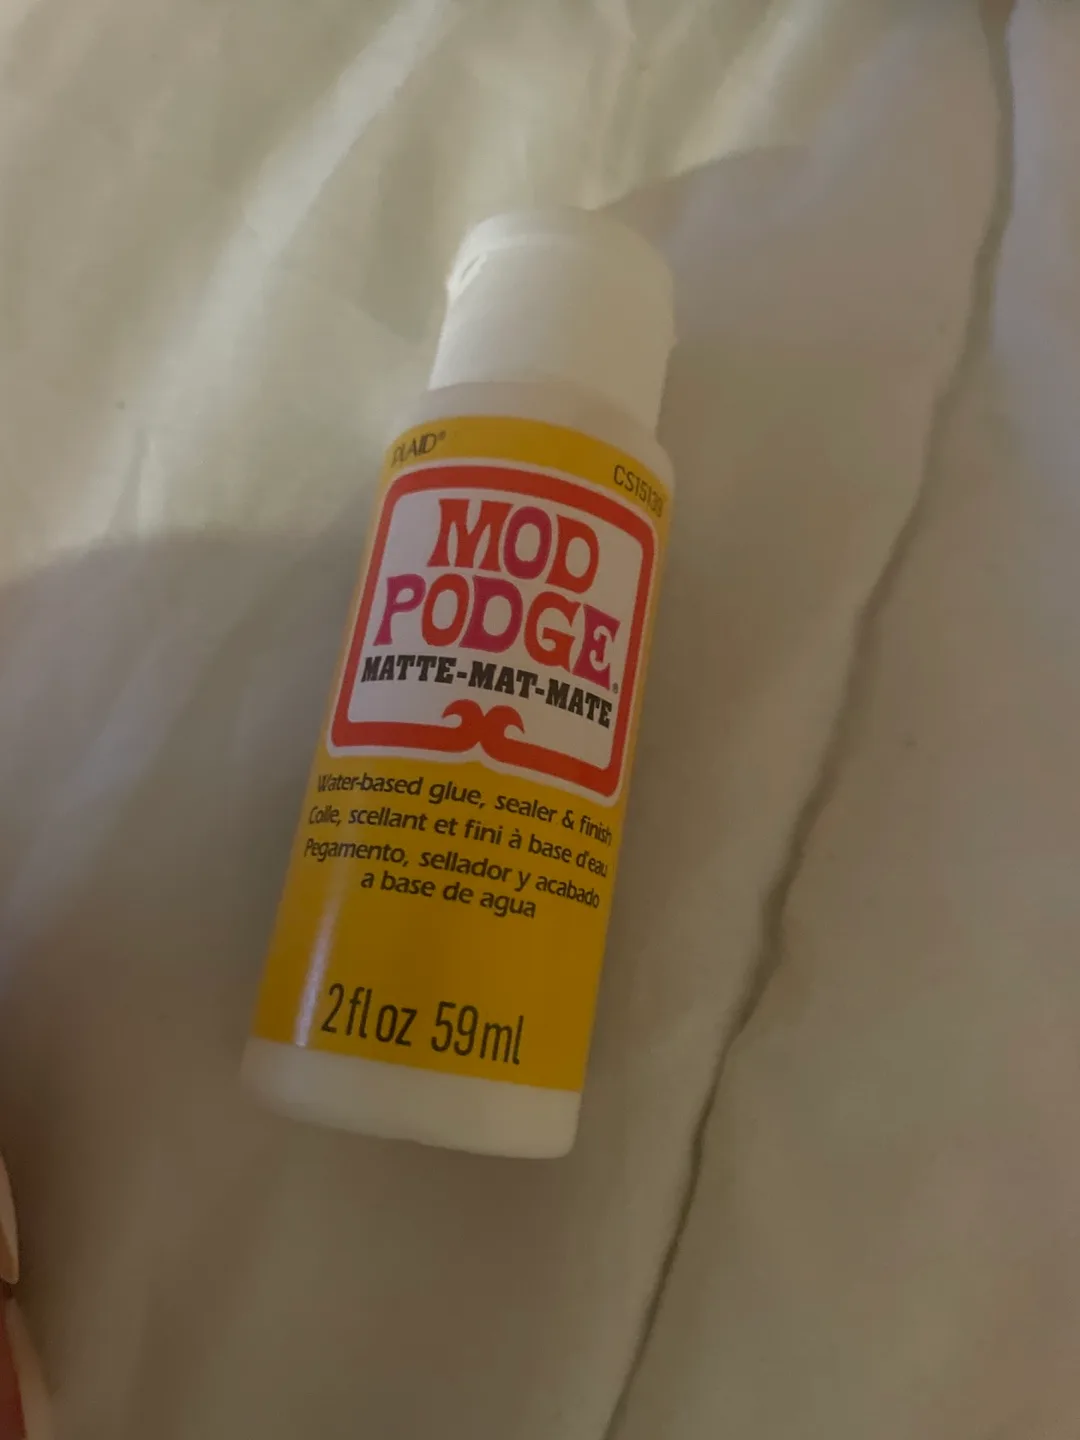 PLAID®
CS15139
MOD
PODGE®
MATTE-MAT-MATE
Water-based glue, sealer & finish
Colle, scellant et fini à base d'eau
Pegamento, sellador y acabado
a base de agua
2 fl oz 59 ml